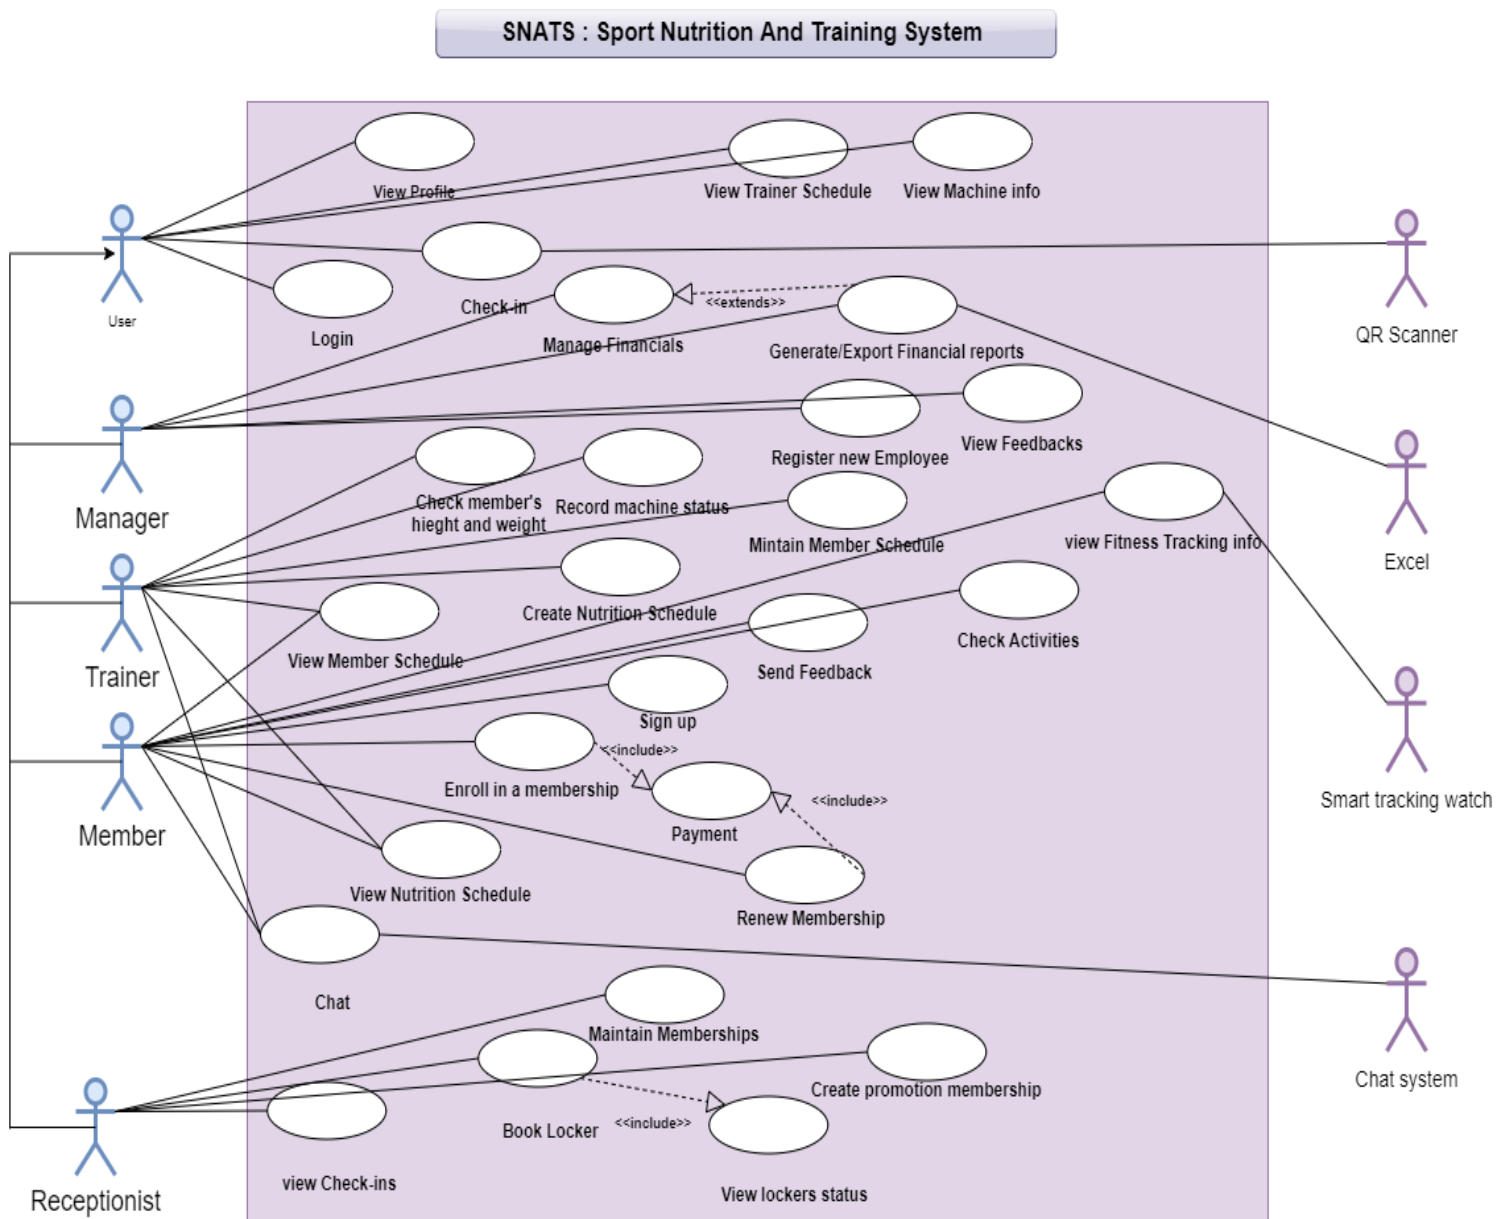 SNATS : Sport Nutrition And Training System
View Profile
View Trainer Schedule
View Machine info
User
Login
Check-in
Manage Financials
<<extends>>
Generate/Export Financial reports
QR Scanner
Manager
Register new Employee
View Feedbacks
Check member's
hieght and weight
Record machine status
Mintain Member Schedule
view Fitness Tracking info
Excel
Trainer
Create Nutrition Schedule
View Member Schedule
Send Feedback
Check Activities
Sign up
Member
Enroll in a membership
<<include>>
Payment
<<include>>
Smart tracking watch
View Nutrition Schedule
Renew Membership
Chat
Maintain Memberships
Create promotion membership
Chat system
Book Locker
<<include>>
view Check-ins
View lockers status
Receptionist